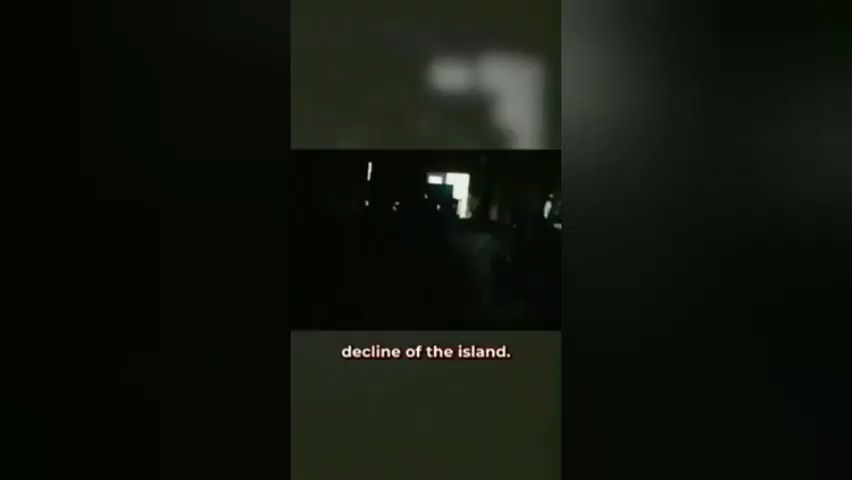 decline of the island.